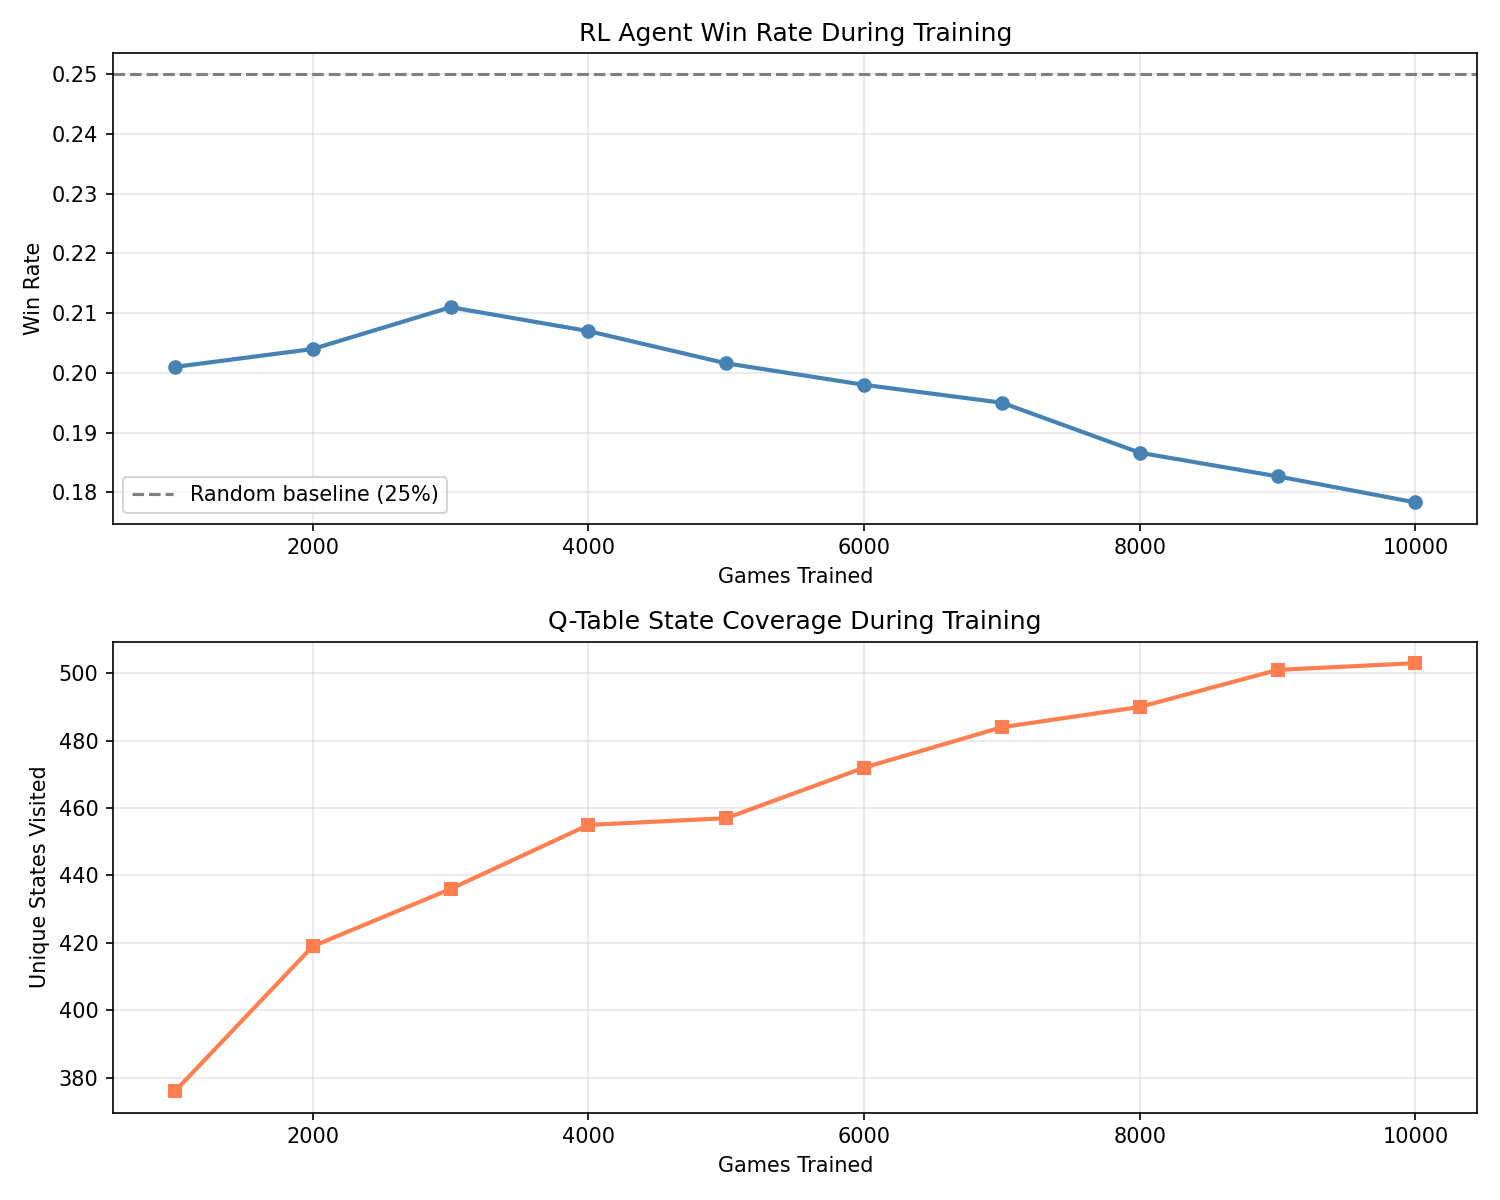 RL Agent Win Rate During Training
Win Rate
0.25
0.24
0.23
0.22
0.21
0.20
0.19
0.18
Random baseline (25%)
2000 4000 6000 8000 10000
Games Trained
Q-Table State Coverage During Training
Unique States Visited
500
480
460
440
420
400
380
2000 4000 6000 8000 10000
Games Trained